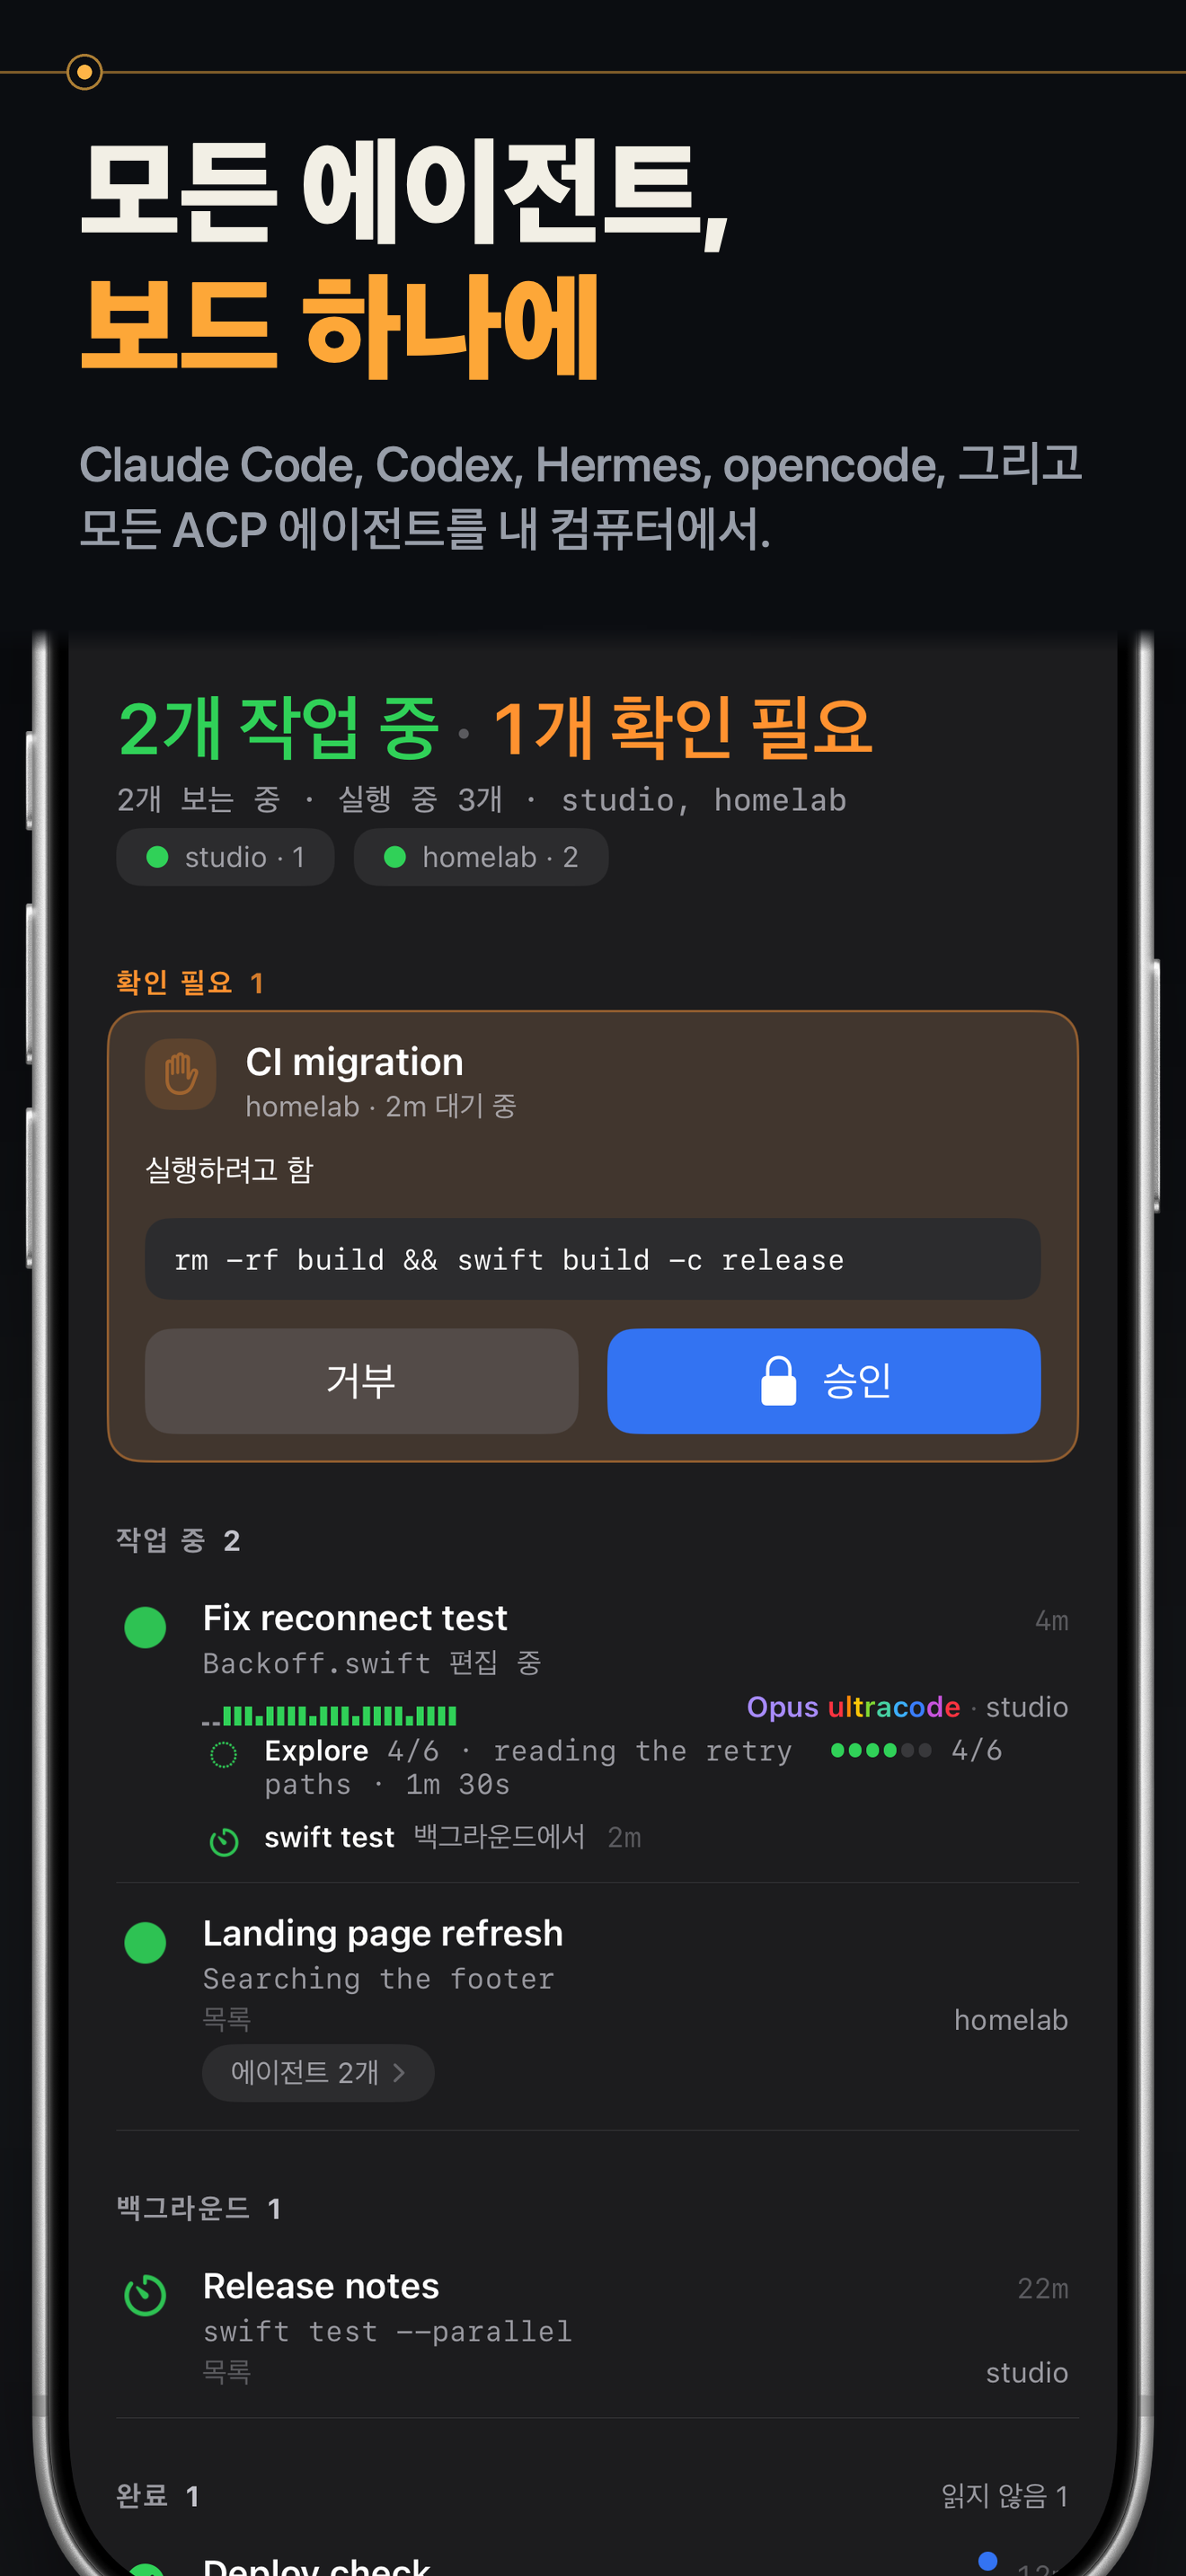 모든 에이전트,
보드 하나에
Claude Code, Codex, Hermes, opencode, 그리고
모든 ACP 에이전트를 내 컴퓨터에서.
2개 작업 중 · 1개 확인 필요
2개 보는 중 · 실행 중 3개 · studio, homelab
studio · 1
homelab · 2
확인 필요 1
CI migration
homelab · 2m 대기 중
실행하려고 함
rm -rf build && swift build -c release
거부
승인
작업 중 2
Fix reconnect test 4m
Backoff.swift 편집 중
Opus ultracode · studio
Explore 4/6 · reading the retry 4/6
paths · 1m 30s
swift test 백그라운드에서 2m
Landing page refresh
Searching the footer
목록 homelab
에이전트 2개
백그라운드 1
Release notes 22m
swift test --parallel
목록 studio
완료 1 읽지 않음 1
Deploy check